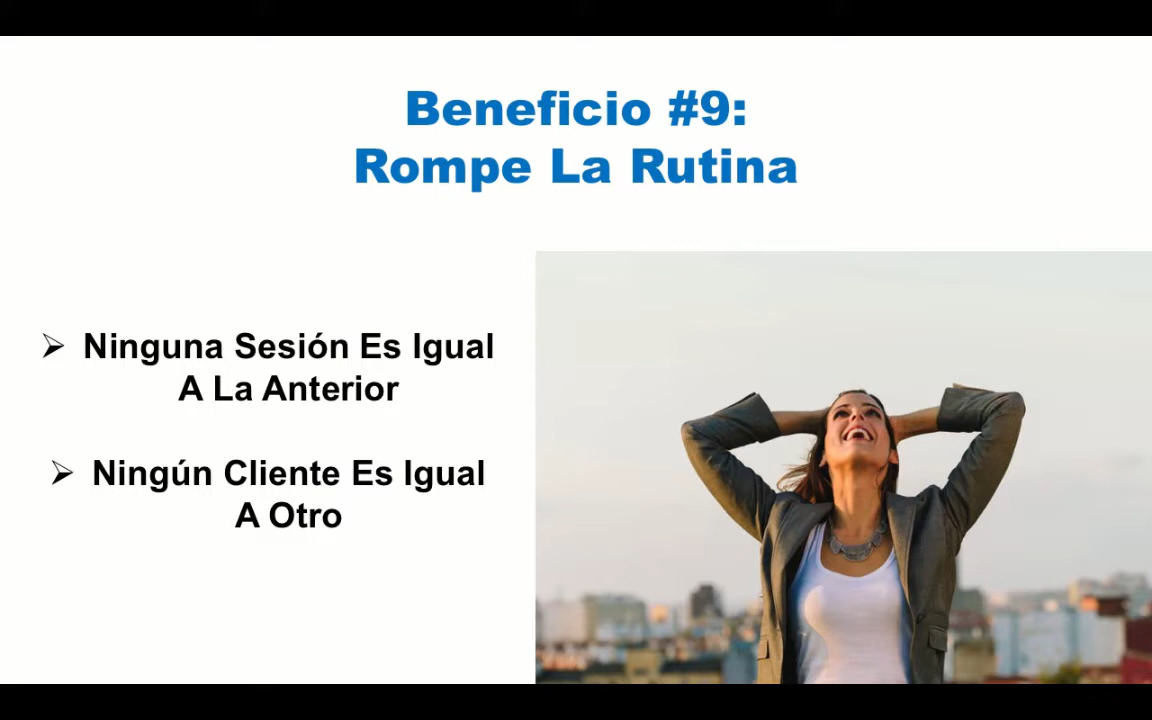 Beneficio #9:
Rompe La Rutina
➢ Ninguna Sesión Es Igual
A La Anterior
➢ Ningún Cliente Es Igual
A Otro